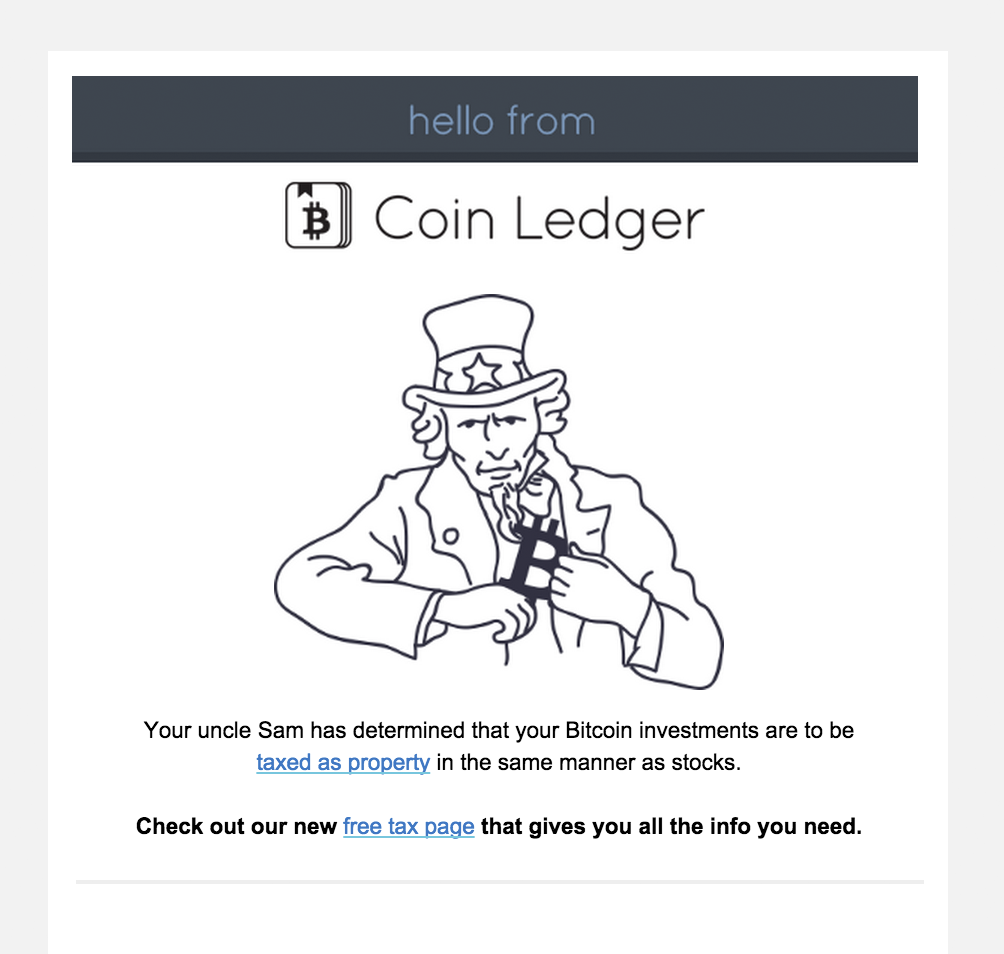 hello from
Coin Ledger
Your uncle Sam has determined that your Bitcoin investments are to be
taxed as property in the same manner as stocks.
Check out our new free tax page that gives you all the info you need.